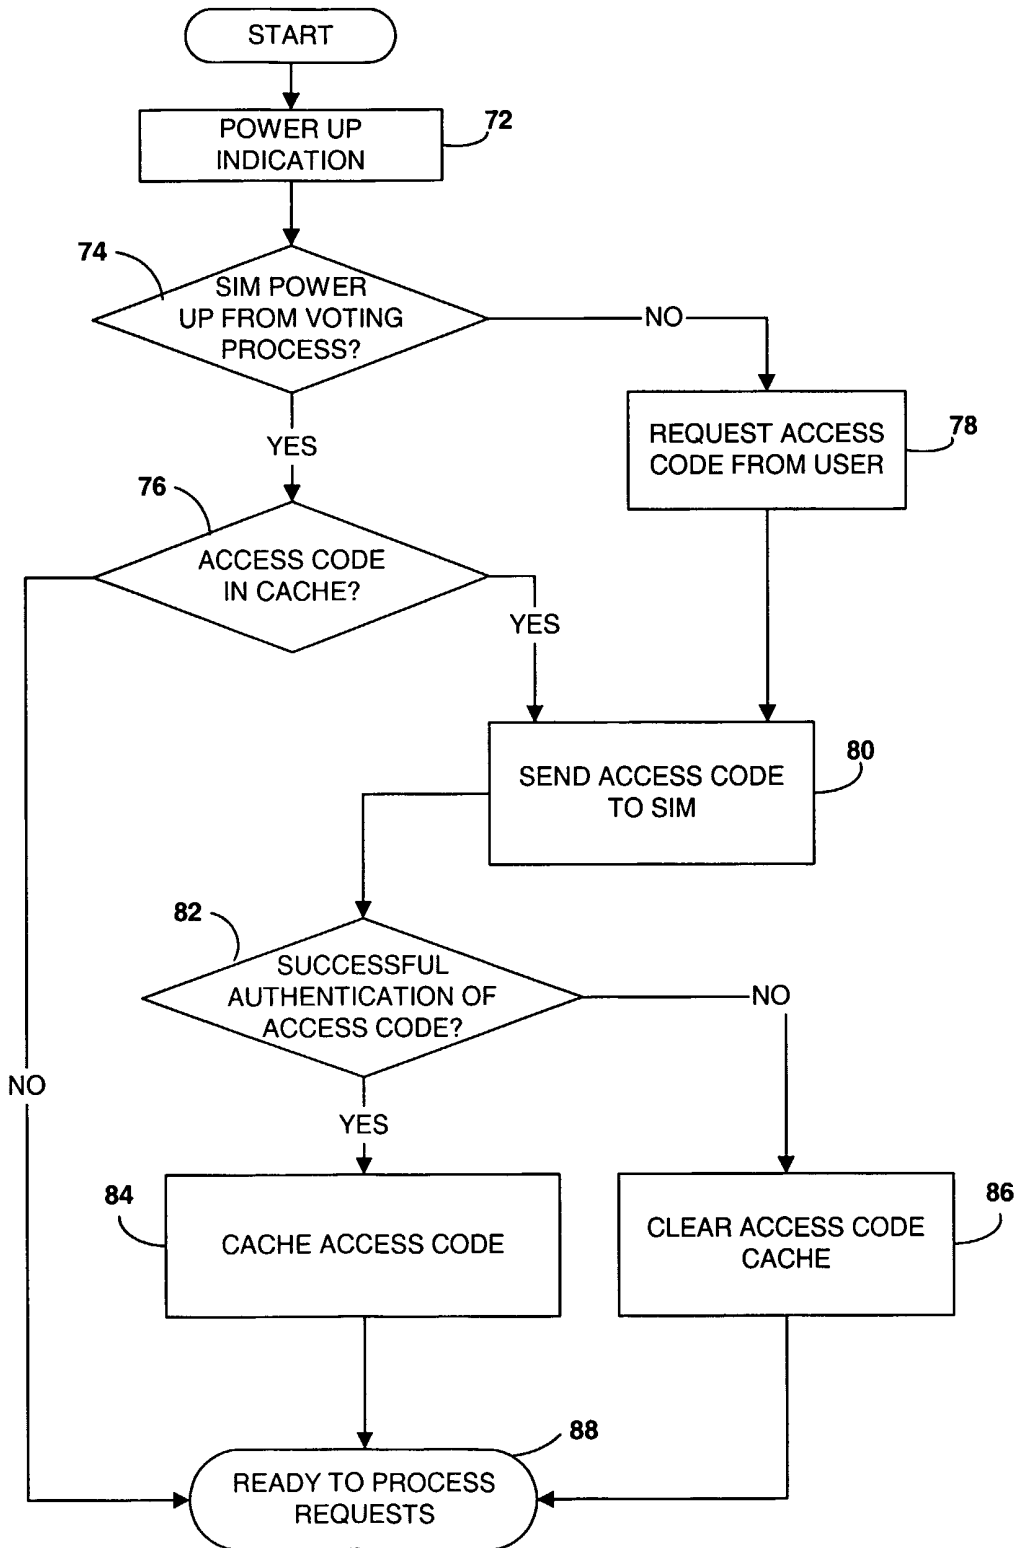 START
POWER UP
INDICATION
72
74
SIM POWER
UP FROM VOTING
PROCESS?
NO
YES
REQUEST ACCESS
CODE FROM USER
78
76
ACCESS CODE
IN CACHE?
YES
SEND ACCESS CODE
TO SIM
80
82
SUCCESSFUL
AUTHENTICATION OF
ACCESS CODE?
NO
NO
YES
84
CACHE ACCESS CODE
CLEAR ACCESS CODE
CACHE
86
88
READY TO PROCESS
REQUESTS